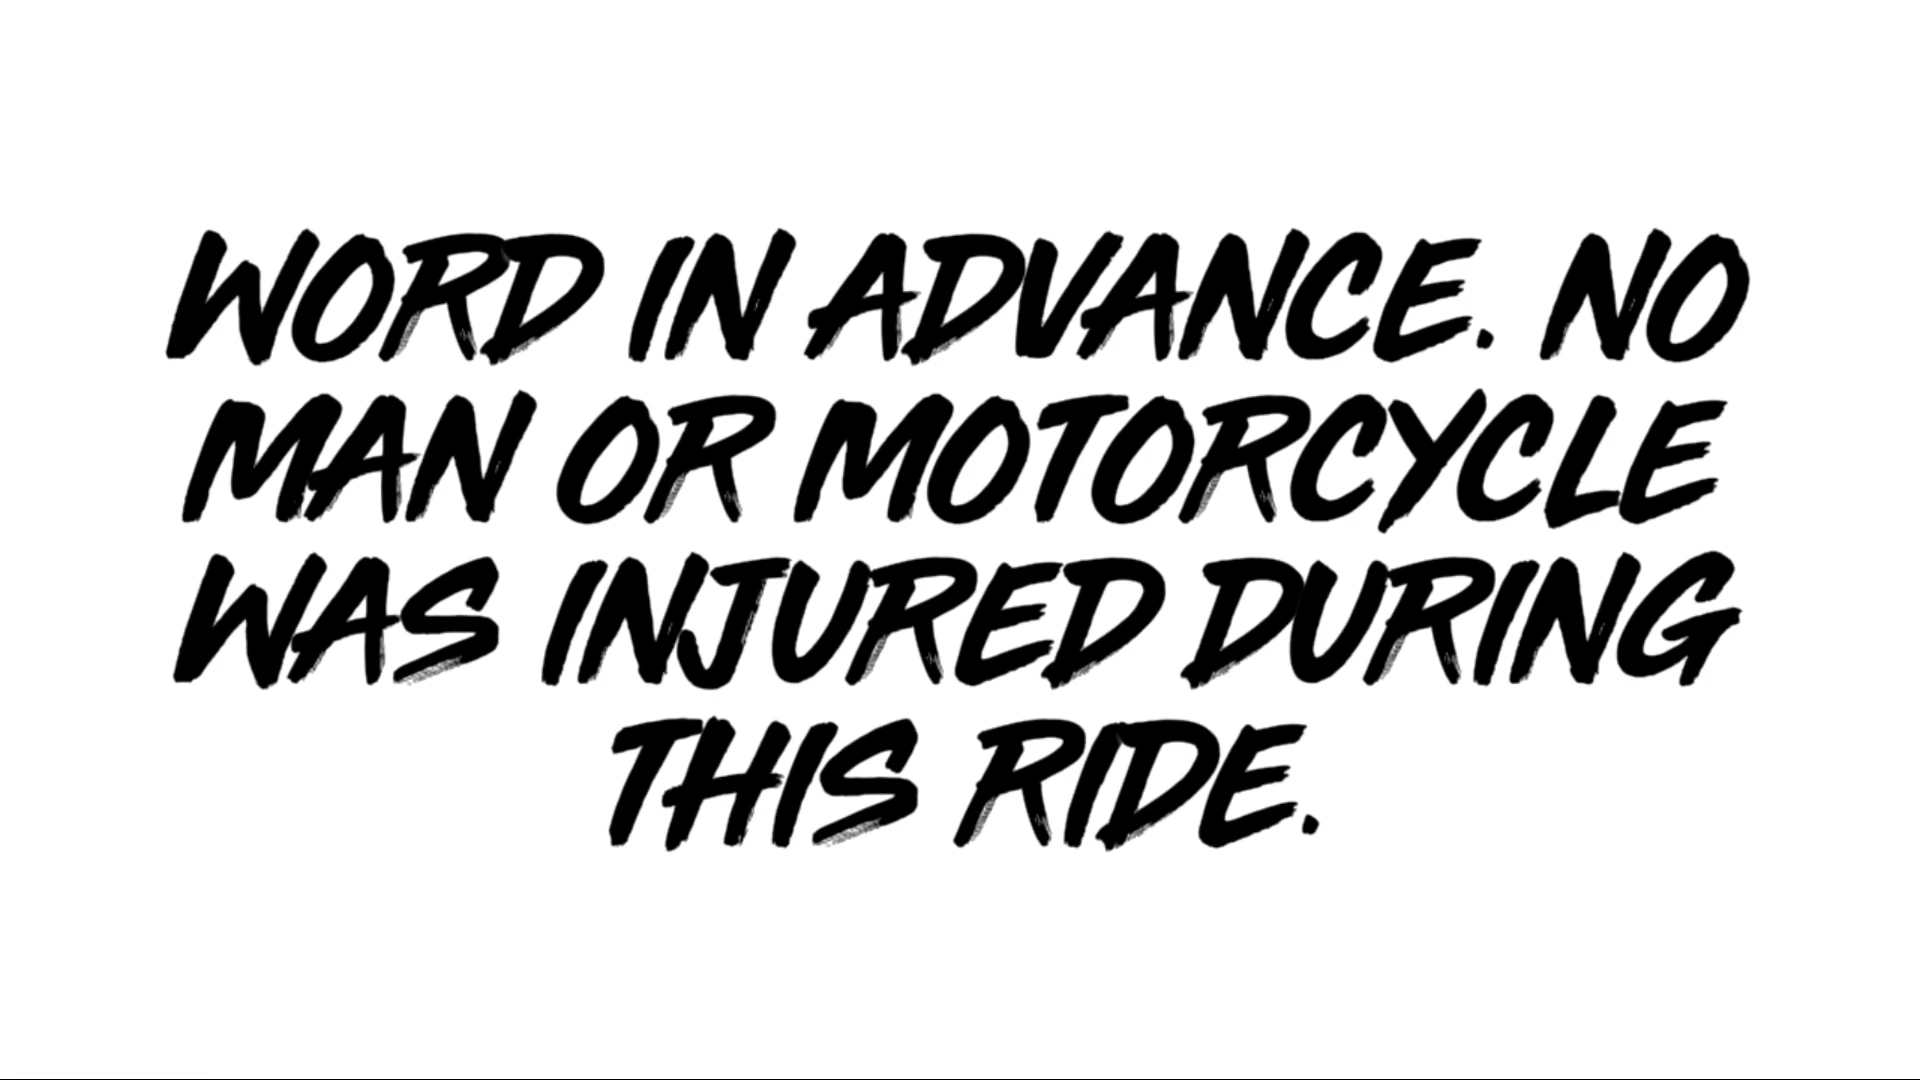 WORD IN ADVANCE. NO
MAN OR MOTORCYCLE
WAS INJURED DURING
THIS RIDE.